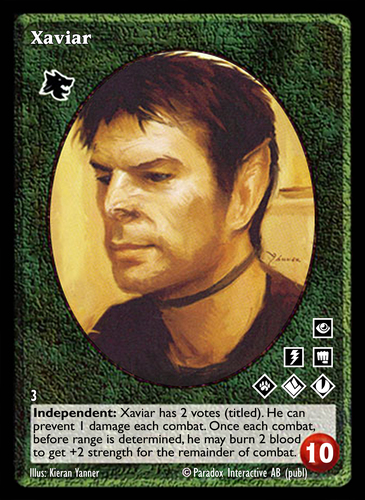 Xaviar
Yanner
3
Independent: Xaviar has 2 votes (titled). He can
prevent 1 damage each combat. Once each combat,
before range is determined, he may burn 2 blood
to get +2 strength for the remainder of combat.
10
Illus: Kieran Yanner © Paradox Interactive AB (publ)